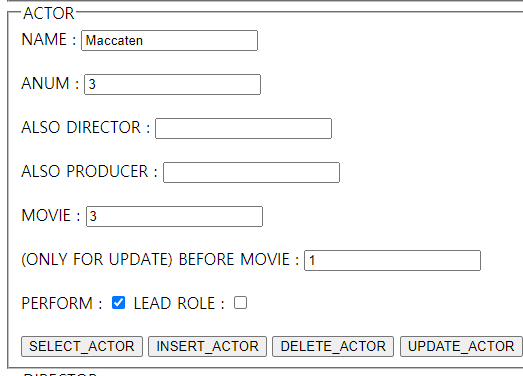 ACTOR
NAME : Maccaten
ANUM : 3
ALSO DIRECTOR :
ALSO PRODUCER :
MOVIE : 3
(ONLY FOR UPDATE) BEFORE MOVIE : 1
PERFORM : LEAD ROLE :
SELECT_ACTOR INSERT_ACTOR DELETE_ACTOR UPDATE_ACTOR
DIRECTOR